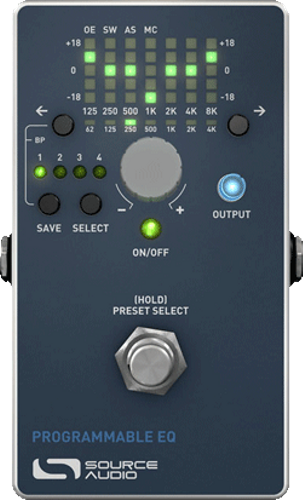 OE SW AS MC
+18 +18
0 0
-18 -18
125 250 500 1K 2K 4K 8K
62 125 250 500 1K 2K 4K
BP
1 2 3 4
SAVE SELECT
- +
OUTPUT
ON/OFF
(HOLD)
PRESET SELECT
PROGRAMMABLE EQ
SOURCE
AUDIO